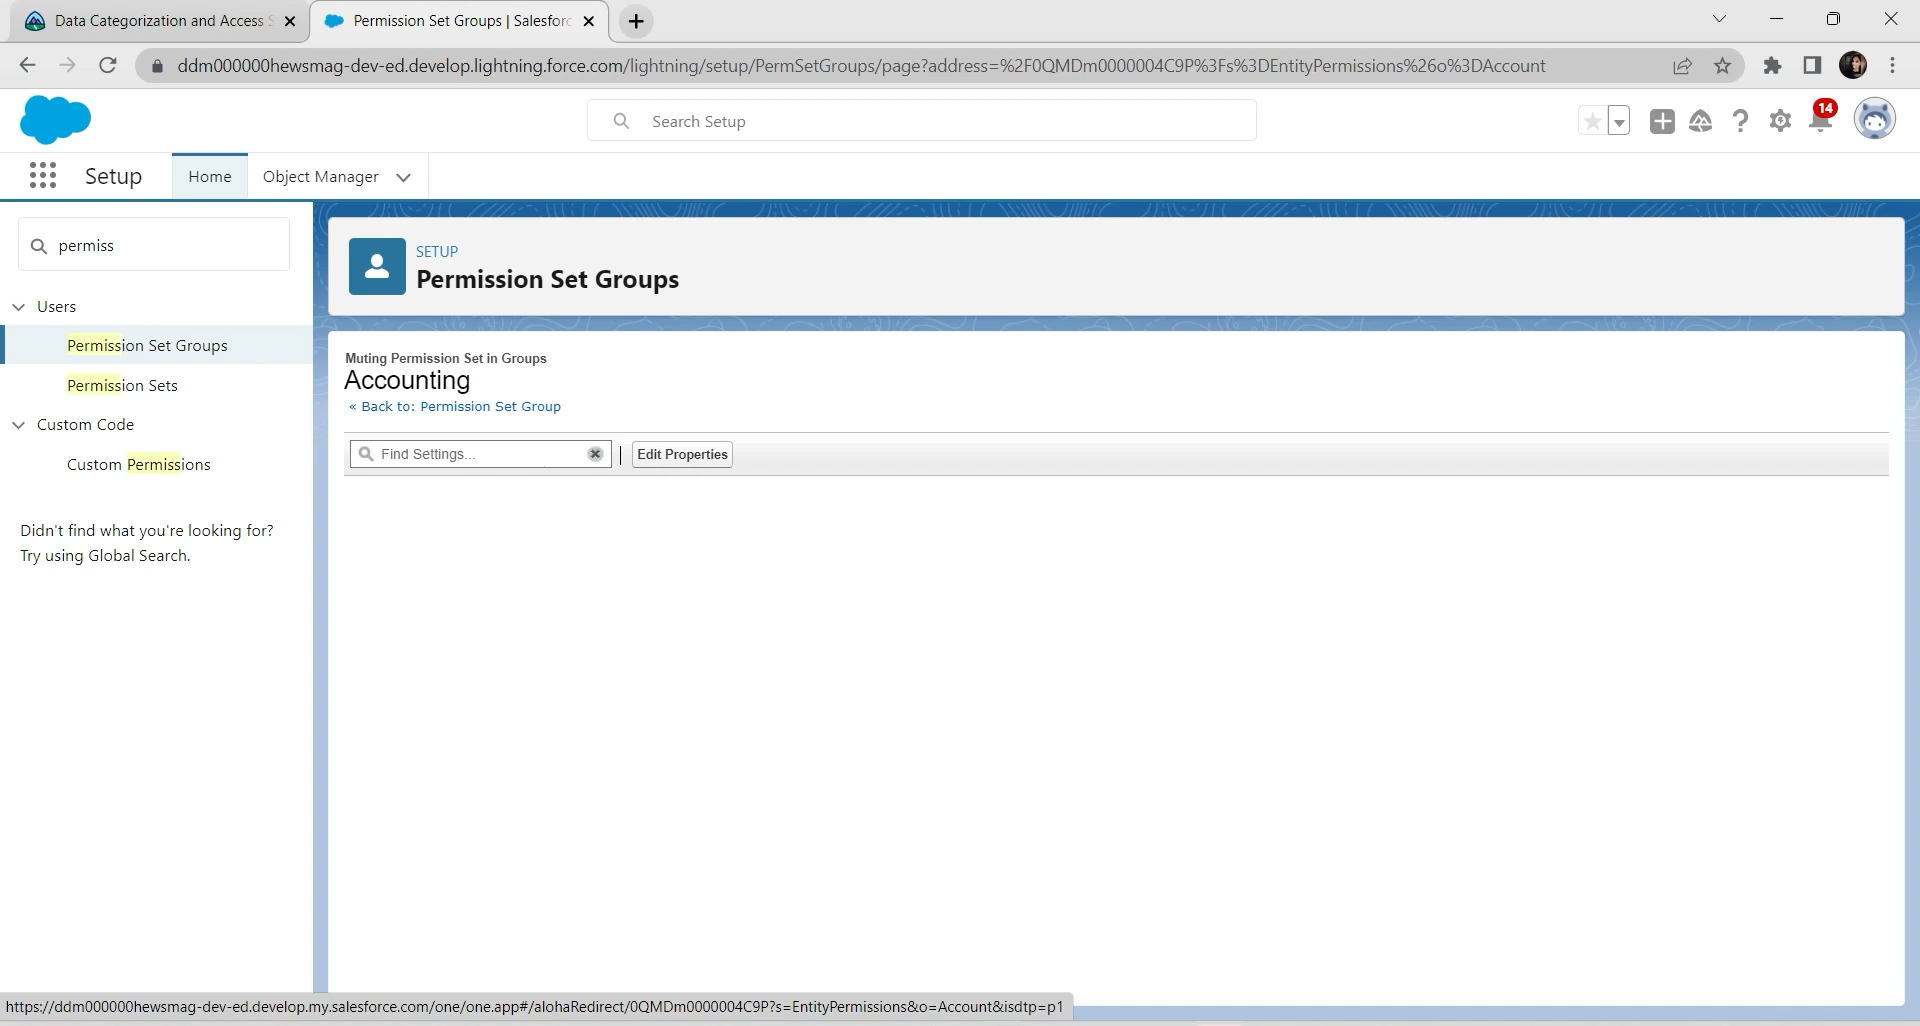 Data Categorization and Access S
Permission Set Groups | Salesforc
ddm000000hewsmag-dev-ed.develop.lightning.force.com/lightning/setup/PermSetGroups/page?address=%2F0QMDm0000004C9P%3Fs%3DEntityPermissions%26o%3DAccount
Search Setup
14
Setup
Home
Object Manager
permiss
Users
Permission Set Groups
Permission Sets
Custom Code
Custom Permissions
Didn't find what you're looking for?
Try using Global Search.
SETUP
Permission Set Groups
Muting Permission Set in Groups
Accounting
« Back to: Permission Set Group
Find Settings...
Edit Properties
https://ddm000000hewsmag-dev-ed.develop.my.salesforce.com/one/one.app#/alohaRedirect/0QMDm0000004C9P?s=EntityPermissions&o=Account&isdtp=p1